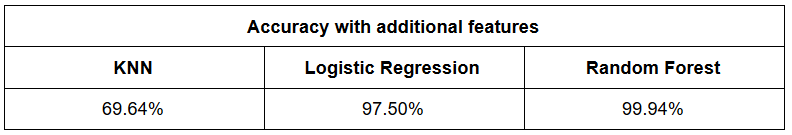 Accuracy with additional features
KNN Logistic Regression Random Forest
69.64% 97.50% 99.94%